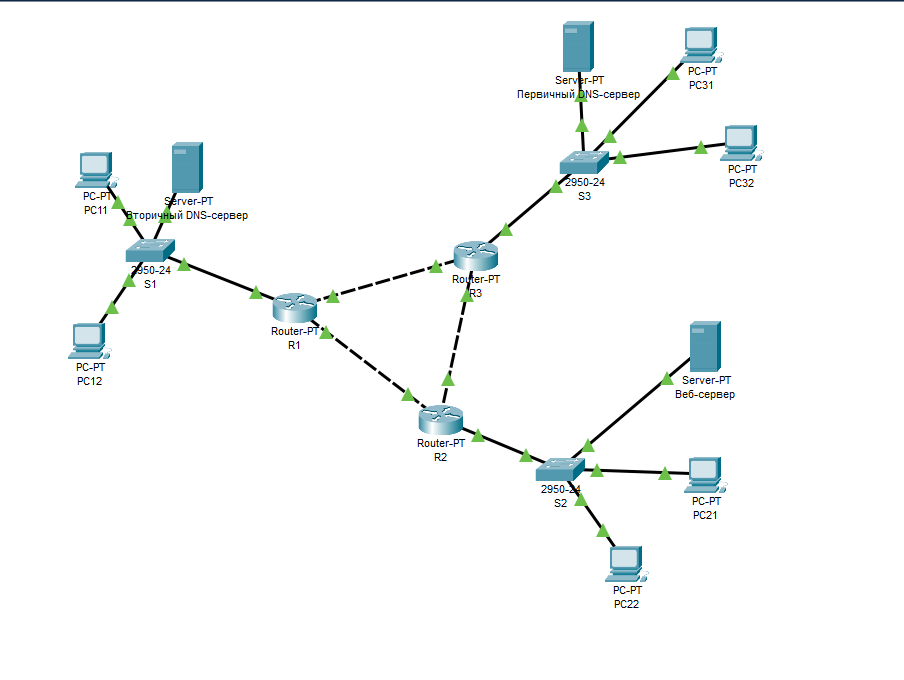 Server-PT
Первичный DNS-сервер
PC-PT
PC31
PC-PT
PC32
2950-24
S3
PC-PT
PC11
Server-PT
Вторичный DNS-сервер
2950-24
S1
PC-PT
PC12
Router-PT
R1
Router-PT
R3
Router-PT
R2
Server-PT
Веб-сервер
2950-24
S2
PC-PT
PC21
PC-PT
PC22